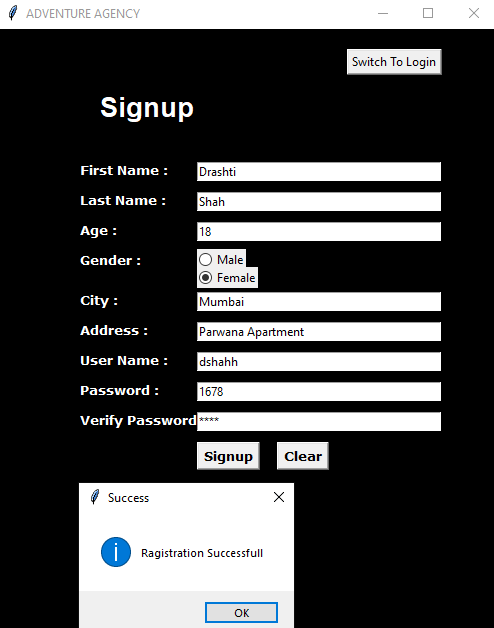 ADVENTURE AGENCY
Switch To Login
Signup
First Name : Drashti
Last Name : Shah
Age : 18
Gender : Male
Female
City : Mumbai
Address : Parwana Apartment
User Name : dshahh
Password : 1678
Verify Password ****
Signup Clear
Success
Ragistration Successfull
OK